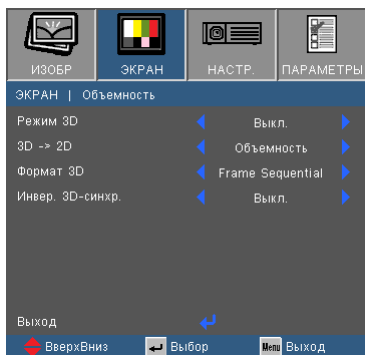 ИЗОБР ЭКРАН НАСТР. ПАРАМЕТРЫ
ЭКРАН | Объемность
Режим 3D Выкл.
3D -> 2D Объемность
Формат 3D Frame Sequential
Инвер. 3D-синхр. Выкл.
Выход
ВверхВниз Выбор Menu Выход